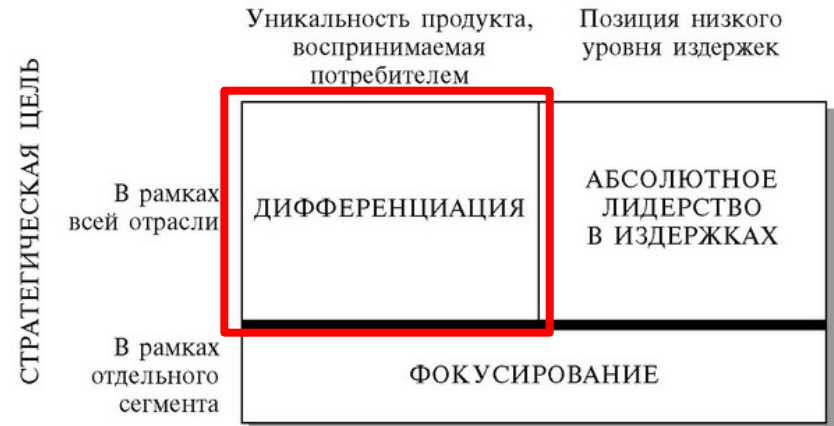 Уникальность продукта,
воспринимаемая
потребителем
Позиция низкого
уровня издержек
СТРАТЕГИЧЕСКАЯ ЦЕЛЬ
В рамках
всей отрасли
ДИФФЕРЕНЦИАЦИЯ
АБСОЛЮТНОЕ
ЛИДЕРСТВО
В ИЗДЕРЖКАХ
В рамках
отдельного
сегмента
ФОКУСИРОВАНИЕ